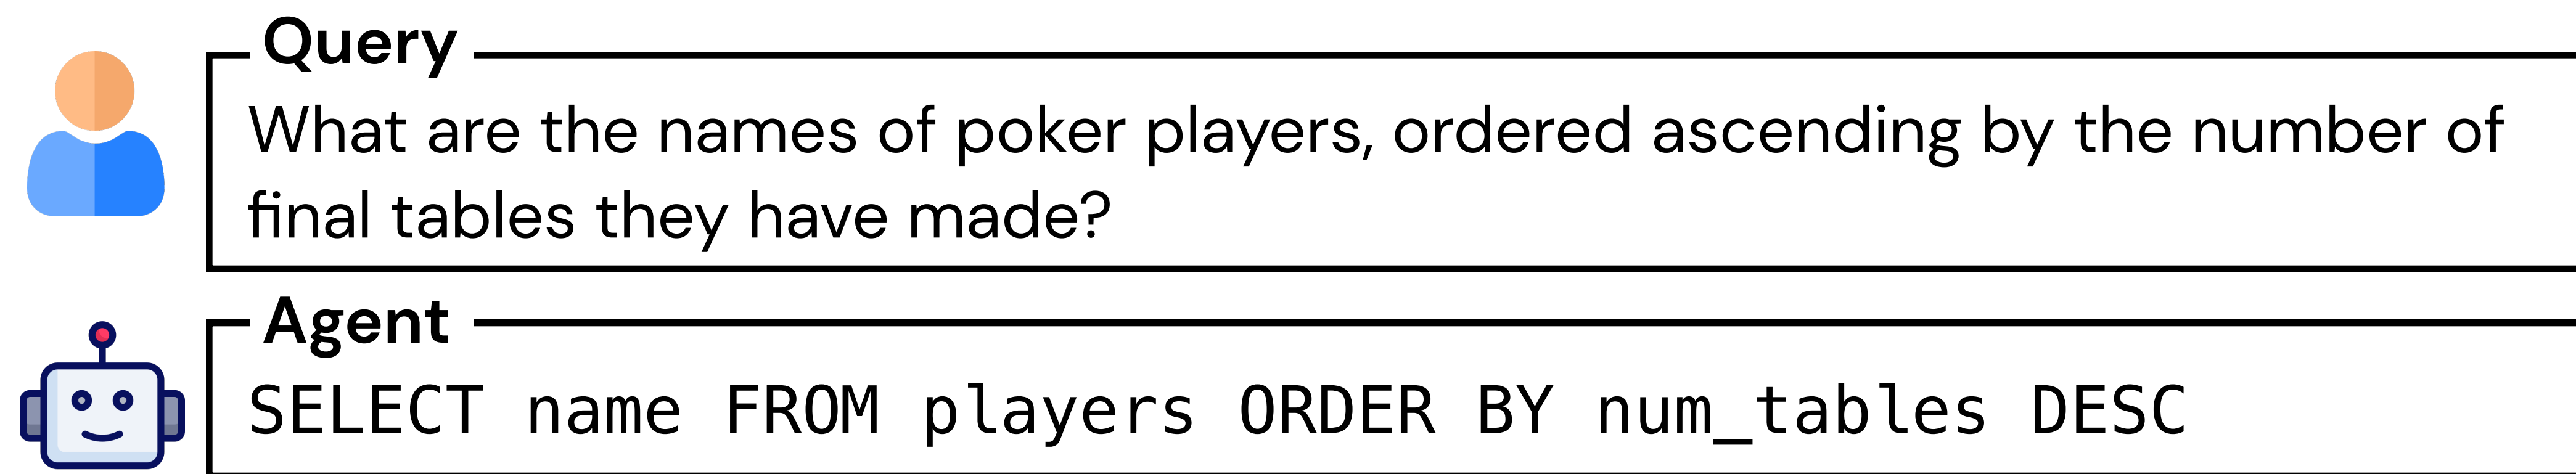 Query
What are the names of poker players, ordered ascending by the number of
final tables they have made?
Agent
SELECT name FROM players ORDER BY num_tables DESC